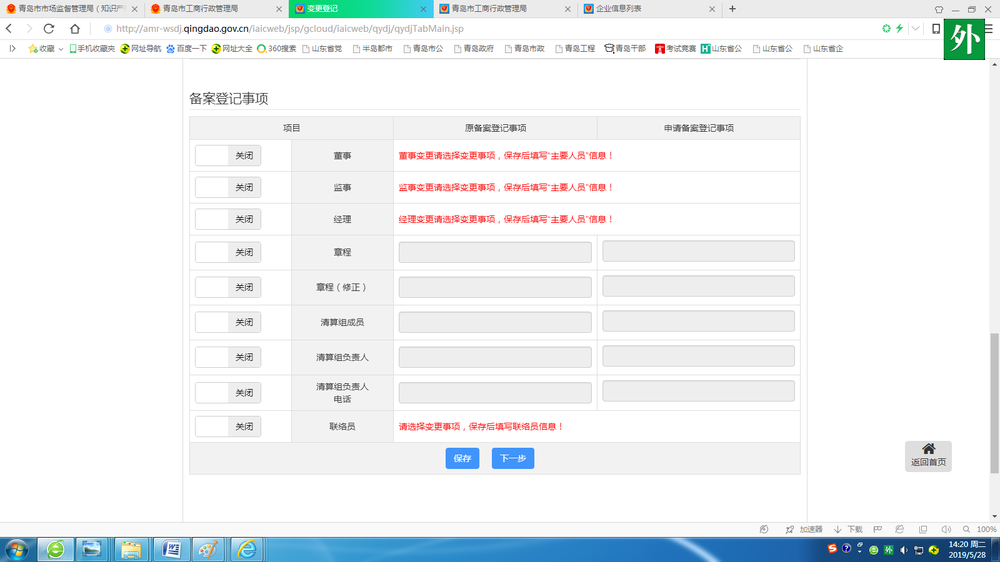 青岛市市场监督管理局（知识产
青岛市工商行政管理局
变更登记
青岛市工商行政管理局
企业信息列表
http://amr-wsdj.qingdao.gov.cn/iaicweb/jsp/gcloud/iaicweb/qydj/qydjTabMain.jsp
外
收藏 手机收藏夹 网址导航 百度一下 网址大全 360搜索 山东省党 半岛都市 青岛市公 青岛政府 青岛市政 青岛工程 青岛干部 考试竞赛 山东省公 山东省公 山东省企
备案登记事项
项目 原备案登记事项 申请备案登记事项
关闭 董事 董事变更请选择变更事项，保存后填写“主要人员”信息！
关闭 监事 监事变更请选择变更事项，保存后填写“主要人员”信息！
关闭 经理 经理变更请选择变更事项，保存后填写“主要人员”信息！
关闭 章程
关闭 章程（修正）
关闭 清算组成员
关闭 清算组负责人
关闭 清算组负责人
电话
关闭 联络员 请选择变更事项，保存后填写联络员信息！
保存 下一步
返回首页
加速器 下载 100%
14:20 周二
2019/5/28